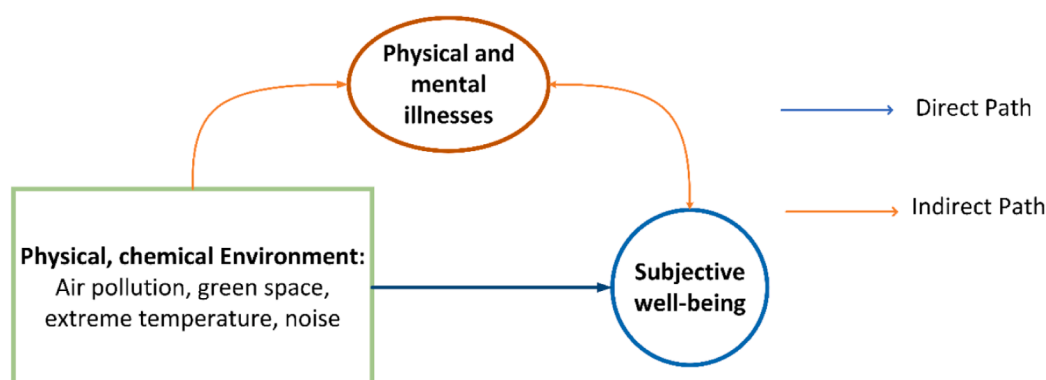 Physical and
mental
illnesses
Direct Path
Indirect Path
Physical, chemical Environment:
Air pollution, green space,
extreme temperature, noise
Subjective
well-being